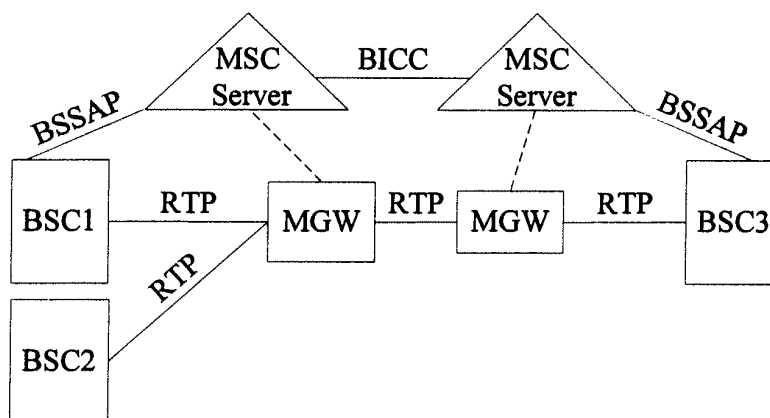 MSC
Server
BICC
MSC
Server
BSSAP
BSSAP
BSC1
RTP
MGW
RTP
MGW
RTP
BSC3
RTP
BSC2